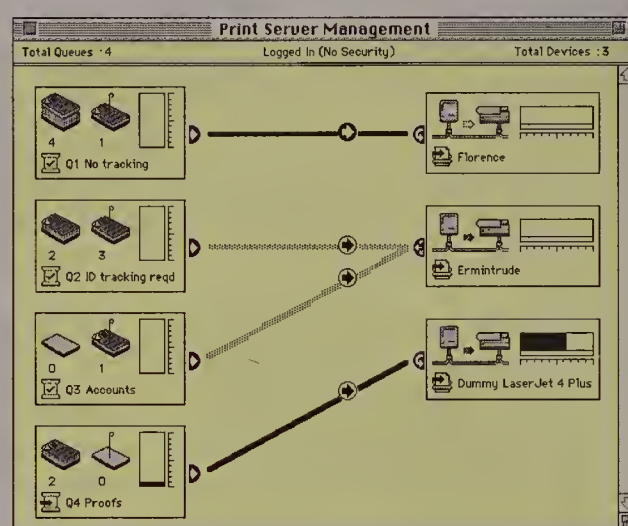 Print Server Management
Total Queues : 4 Logged In (No Security) Total Devices : 3
4 1
Q1 No tracking
Florence
2 3
Q2 ID tracking reqd
Ermintrude
0 1
Q3 Accounts
Dummy LaserJet 4 Plus
2 0
Q4 Proofs